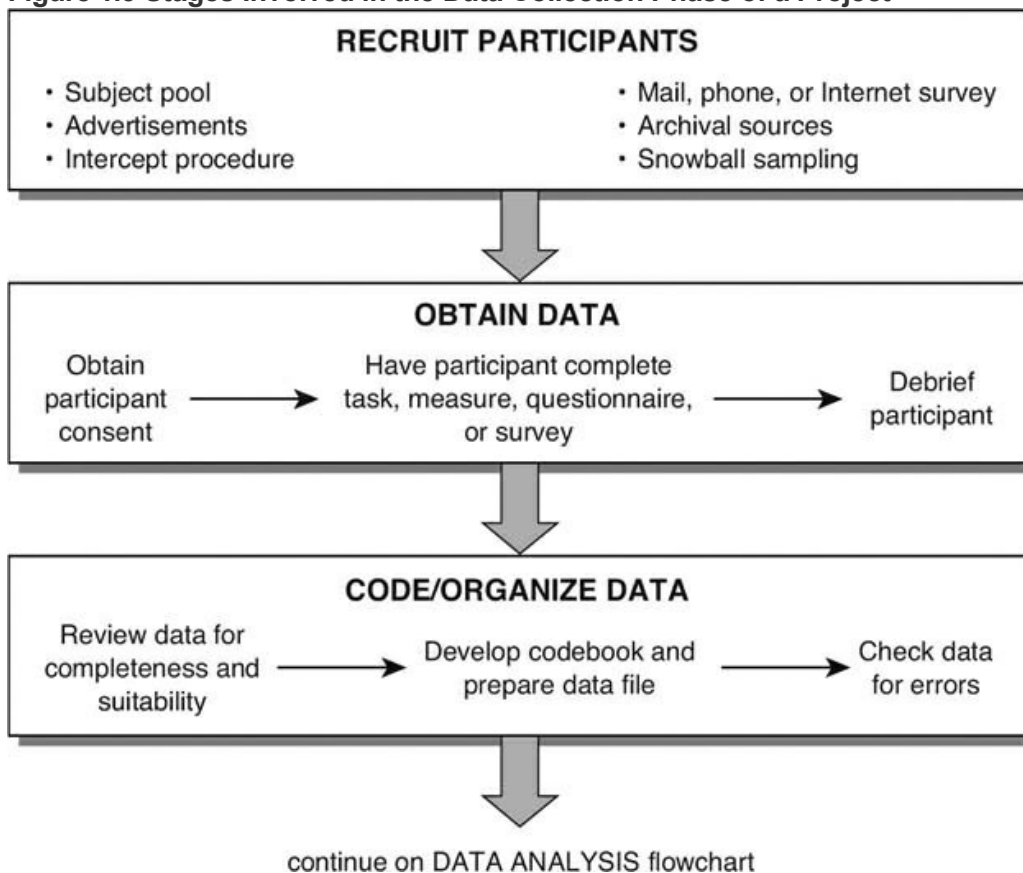 RECRUIT PARTICIPANTS
• Subject pool
• Advertisements
• Intercept procedure
• Mail, phone, or Internet survey
• Archival sources
• Snowball sampling
OBTAIN DATA
Obtain
participant
consent
Have participant complete
task, measure, questionnaire,
or survey
Debrief
participant
CODE/ORGANIZE DATA
Review data for
completeness and
suitability
Develop codebook and
prepare data file
Check data
for errors
continue on DATA ANALYSIS flowchart